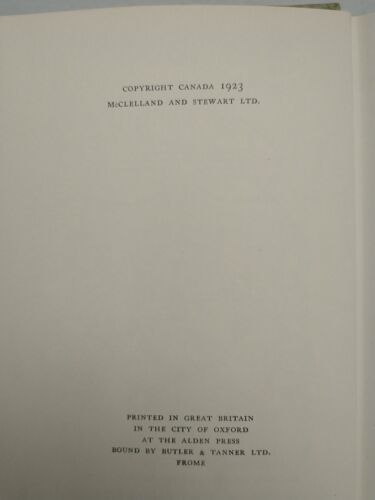 COPYRIGHT CANADA 1923
McCLELLAND AND STEWART LTD.
PRINTED IN GREAT BRITAIN
IN THE CITY OF OXFORD
AT THE ALDEN PRESS
BOUND BY BUTLER & TANNER LTD.
FROME